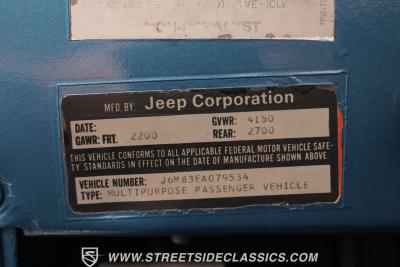 MFD. BY: Jeep Corporation
DATE: GVWR: 4150
GAWR: FRT. 2200 REAR: 2700
THIS VEHICLE CONFORMS TO ALL APPLICABLE FEDERAL MOTOR VEHICLE SAFE-
TY STANDARDS IN EFFECT ON THE DATE OF MANUFACTURE SHOWN ABOVE.
VEHICLE NUMBER: J6M83EA079534
TYPE: MULTIPURPOSE PASSENGER VEHICLE
STREETSIDE CLASSICS
WWW.STREETSIDECLASSICS.COM